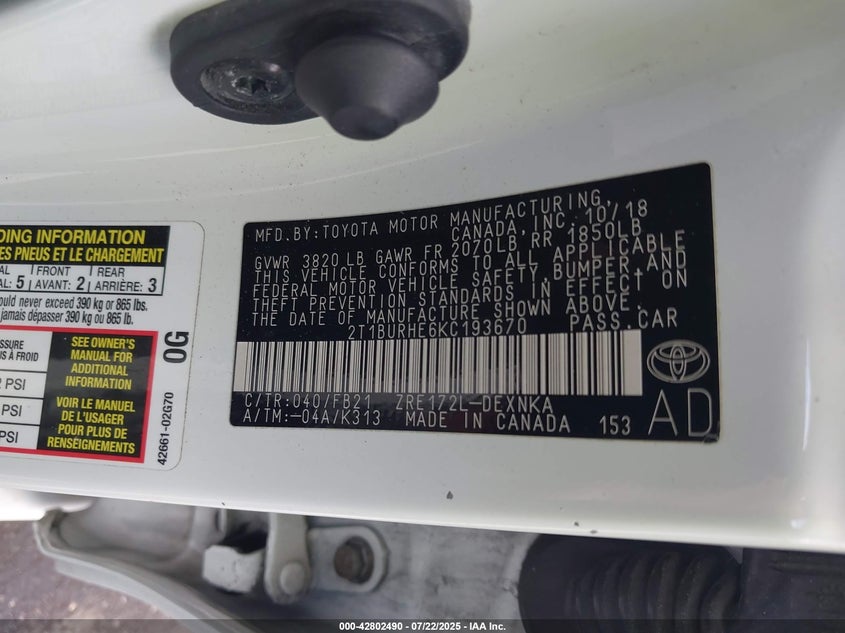 DING INFORMATION
ES PNEUS ET LE CHARGEMENT
AL: 5 FRONT AVANT: 2 REAR ARRIÈRE: 3
ould never exceed 390 kg or 865 lbs.
jamais dépasser 390 kg ou 865 lb.
SSURE
S À FROID
PSI
PSI
SEE OWNER'S
MANUAL FOR
ADDITIONAL
INFORMATION
VOIR LE MANUEL
DE L'USAGER
POUR PLUS DE
RENSEIGNEMENTS
0G
42661-02G70
MFD.BY:TOYOTA MOTOR MANUFACTURING,
CANADA, INC. 10/18
GVWR 3820 LB GAWR FR 2070LB, RR 1850LB
THIS VEHICLE CONFORMS TO ALL APPLICABLE
FEDERAL MOTOR VEHICLE SAFETY, BUMPER, AND
THEFT PREVENTION STANDARDS IN EFFECT ON
THE DATE OF MANUFACTURE SHOWN ABOVE.
2T1BURHE6KC193670 PASS.CAR
C/TR:040/FB21 ZRE172L-DEXNKA
A/TM:-04A/K313 MADE IN CANADA 153
AD
000-42802490 - 07/22/2025 - IAA Inc.